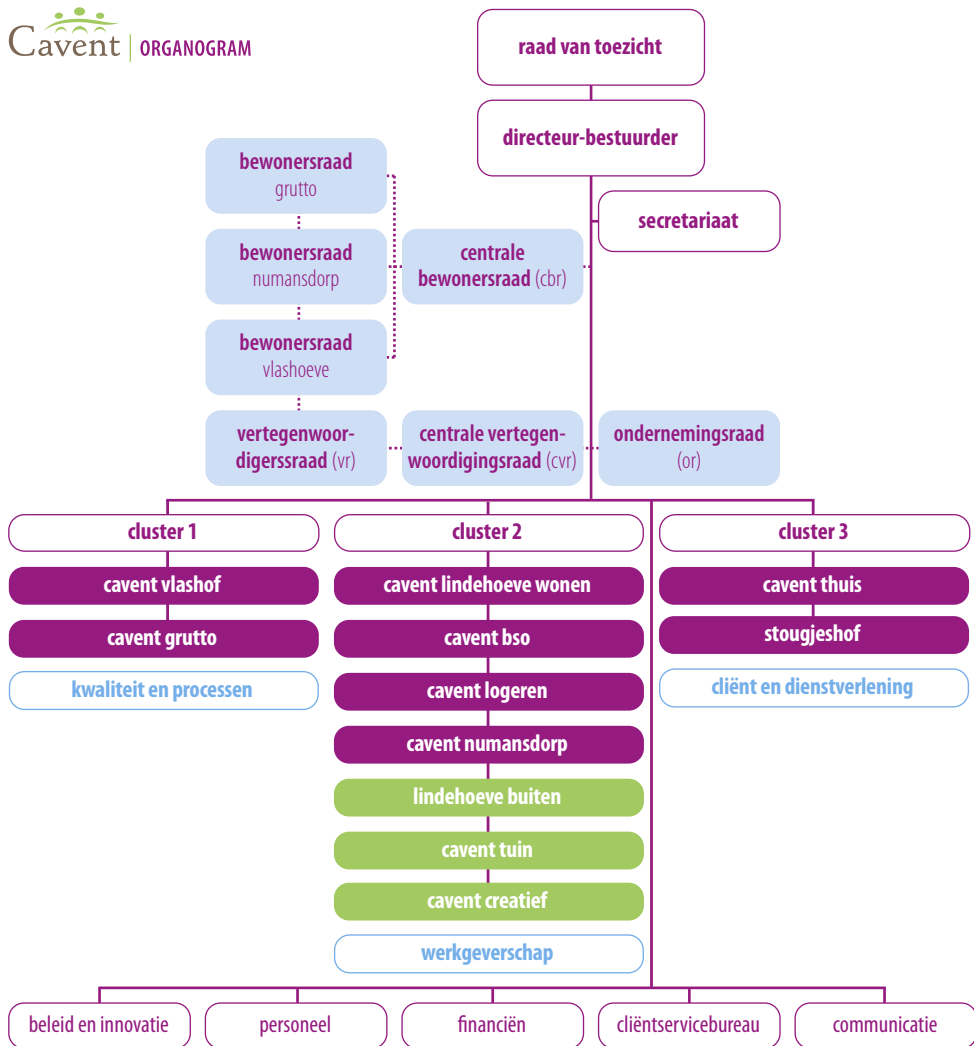 Cavent | ORGANOGRAM
raad van toezicht
directeur-bestuurder
secretariaat
bewonersraad
grutto
bewonersraad
numansdorp
centrale
bewonersraad (cbr)
bewonersraad
vlashoeve
vertegenwoor-
digerssraad (vr)
centrale vertegen-
woordigingsraad (cvr)
ondernemingsraad
(or)
cluster 1
cavent vlashof
cavent grutto
kwaliteit en processen
cluster 2
cavent lindehoeve wonen
cavent bso
cavent logeren
cavent numansdorp
lindehoeve buiten
cavent tuin
cavent creatief
werkgeverschap
cluster 3
cavent thuis
stougjeshof
cliënt en dienstverlening
beleid en innovatie
personeel
financiën
cliëntservicebureau
communicatie